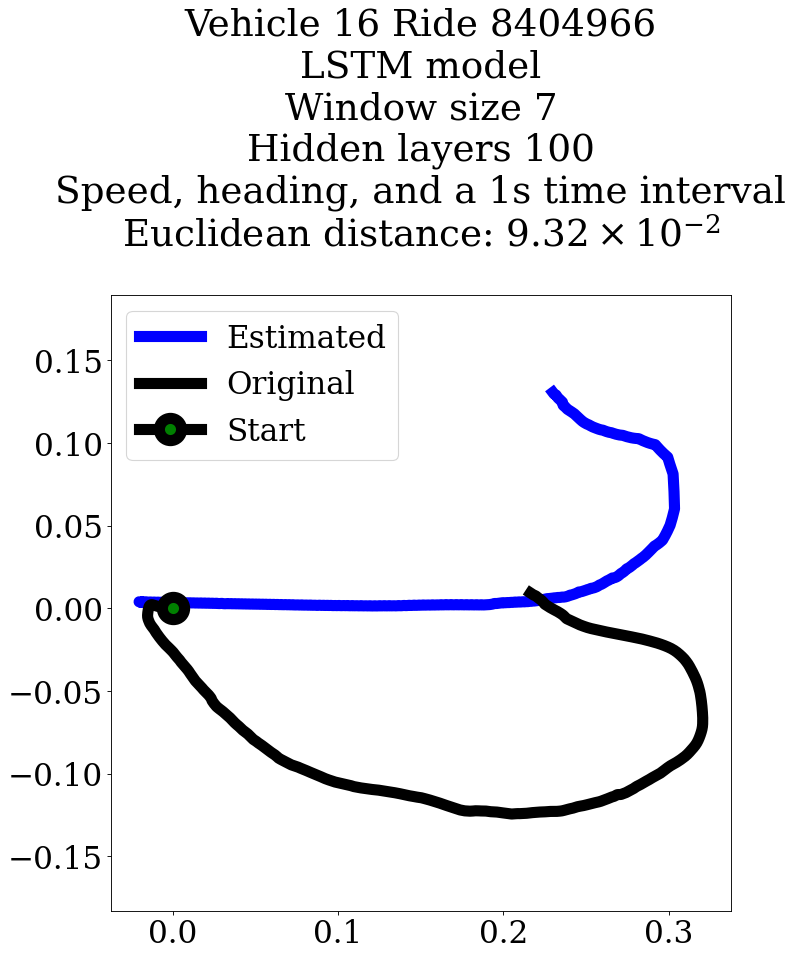 Vehicle 16 Ride 8404966
LSTM model
Window size 7
Hidden layers 100
Speed, heading, and a 1s time interval
Euclidean distance: 9.32 × 10⁻²
Estimated
Original
Start
0.15
0.10
0.05
0.00
−0.05
−0.10
−0.15
0.0 0.1 0.2 0.3